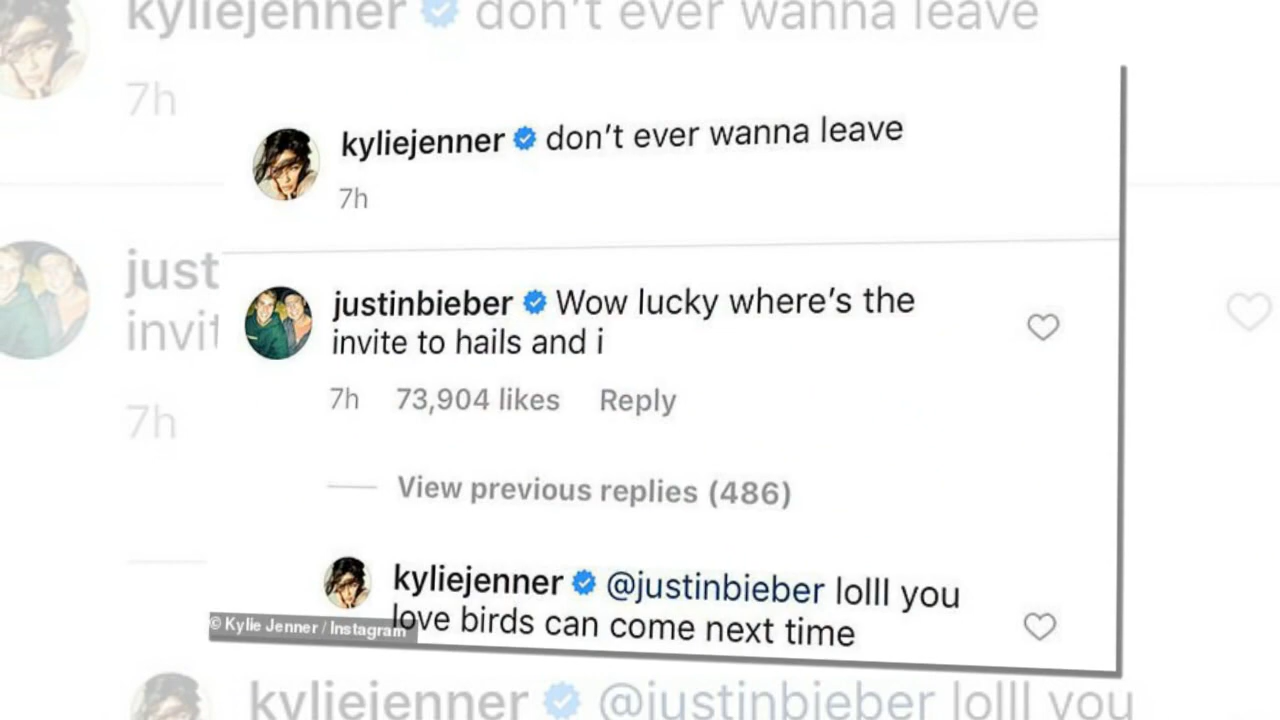 kyliejenner don't ever wanna leave
7h
kyliejenner don't ever wanna leave
7h
just
invit
7h
justinbieber Wow lucky where's the
invite to hails and i
7h 73,904 likes Reply
View previous replies (486)
kyliejenner @justinbieber lolll you
love birds can come next time
© Kylie Jenner / Instagram
kyliejenner @justinbieber lolll you